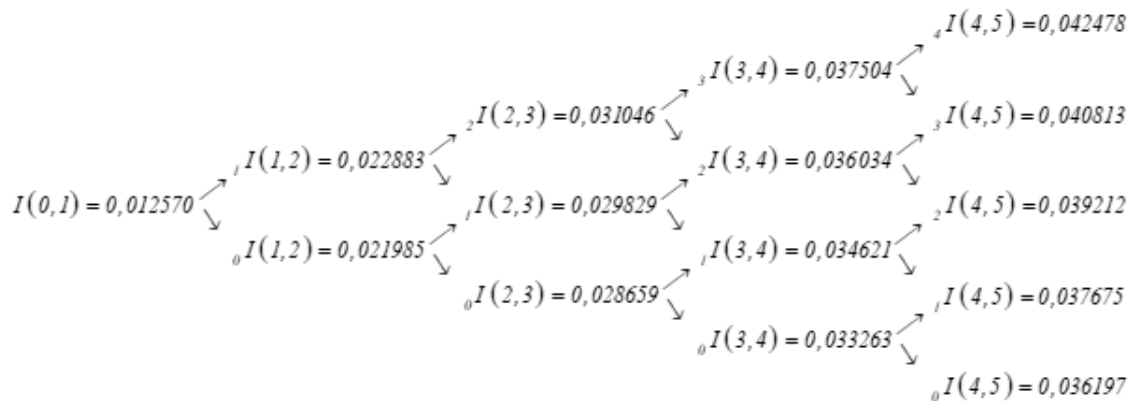 ₄I(4,5)=0,042478
₃I(3,4)=0,037504
₂I(2,3)=0,031046
₃I(4,5)=0,040813
₁I(1,2)=0,022883
₂I(3,4)=0,036034
I(0,1)=0,012570
₁I(2,3)=0,029829
₂I(4,5)=0,039212
₀I(1,2)=0,021985
₁I(3,4)=0,034621
₀I(2,3)=0,028659
₁I(4,5)=0,037675
₀I(3,4)=0,033263
₀I(4,5)=0,036197